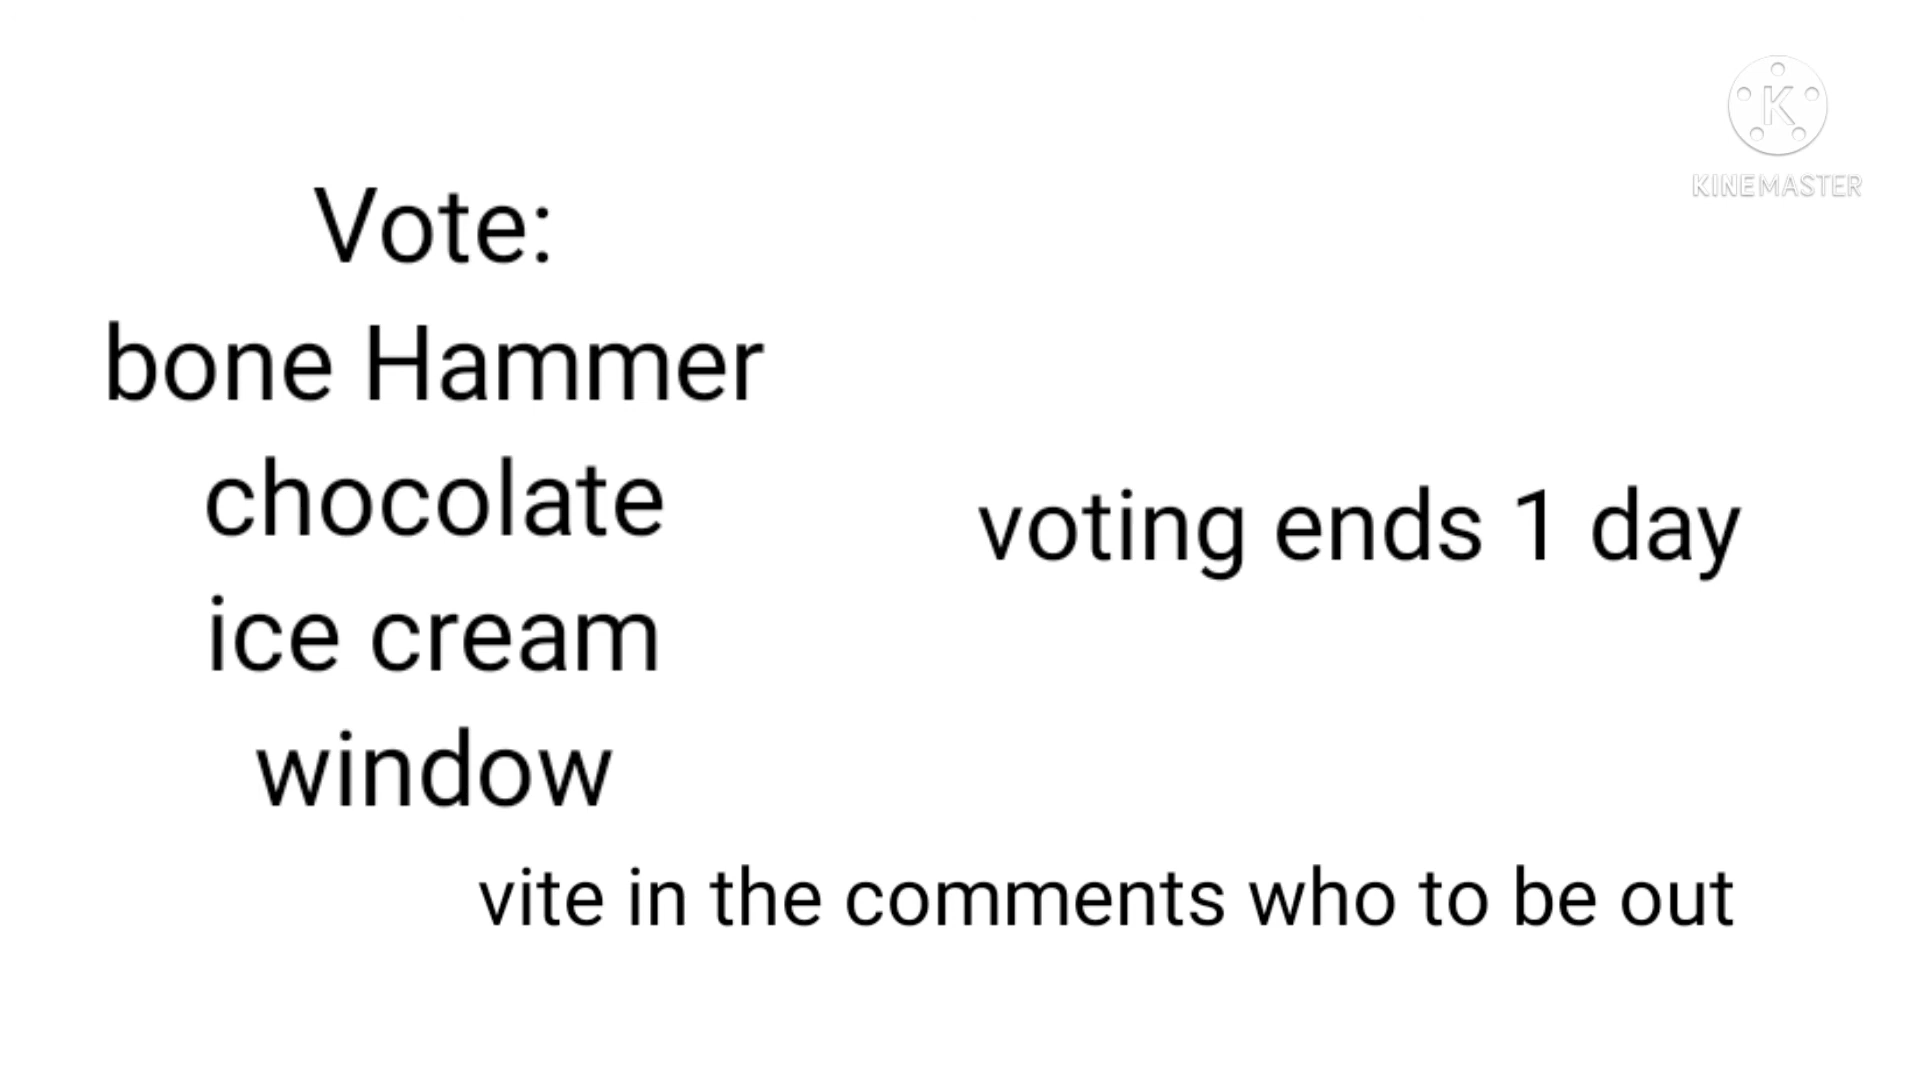 KINEMASTER
Vote:
bone Hammer
chocolate
ice cream
window
voting ends 1 day
vite in the comments who to be out